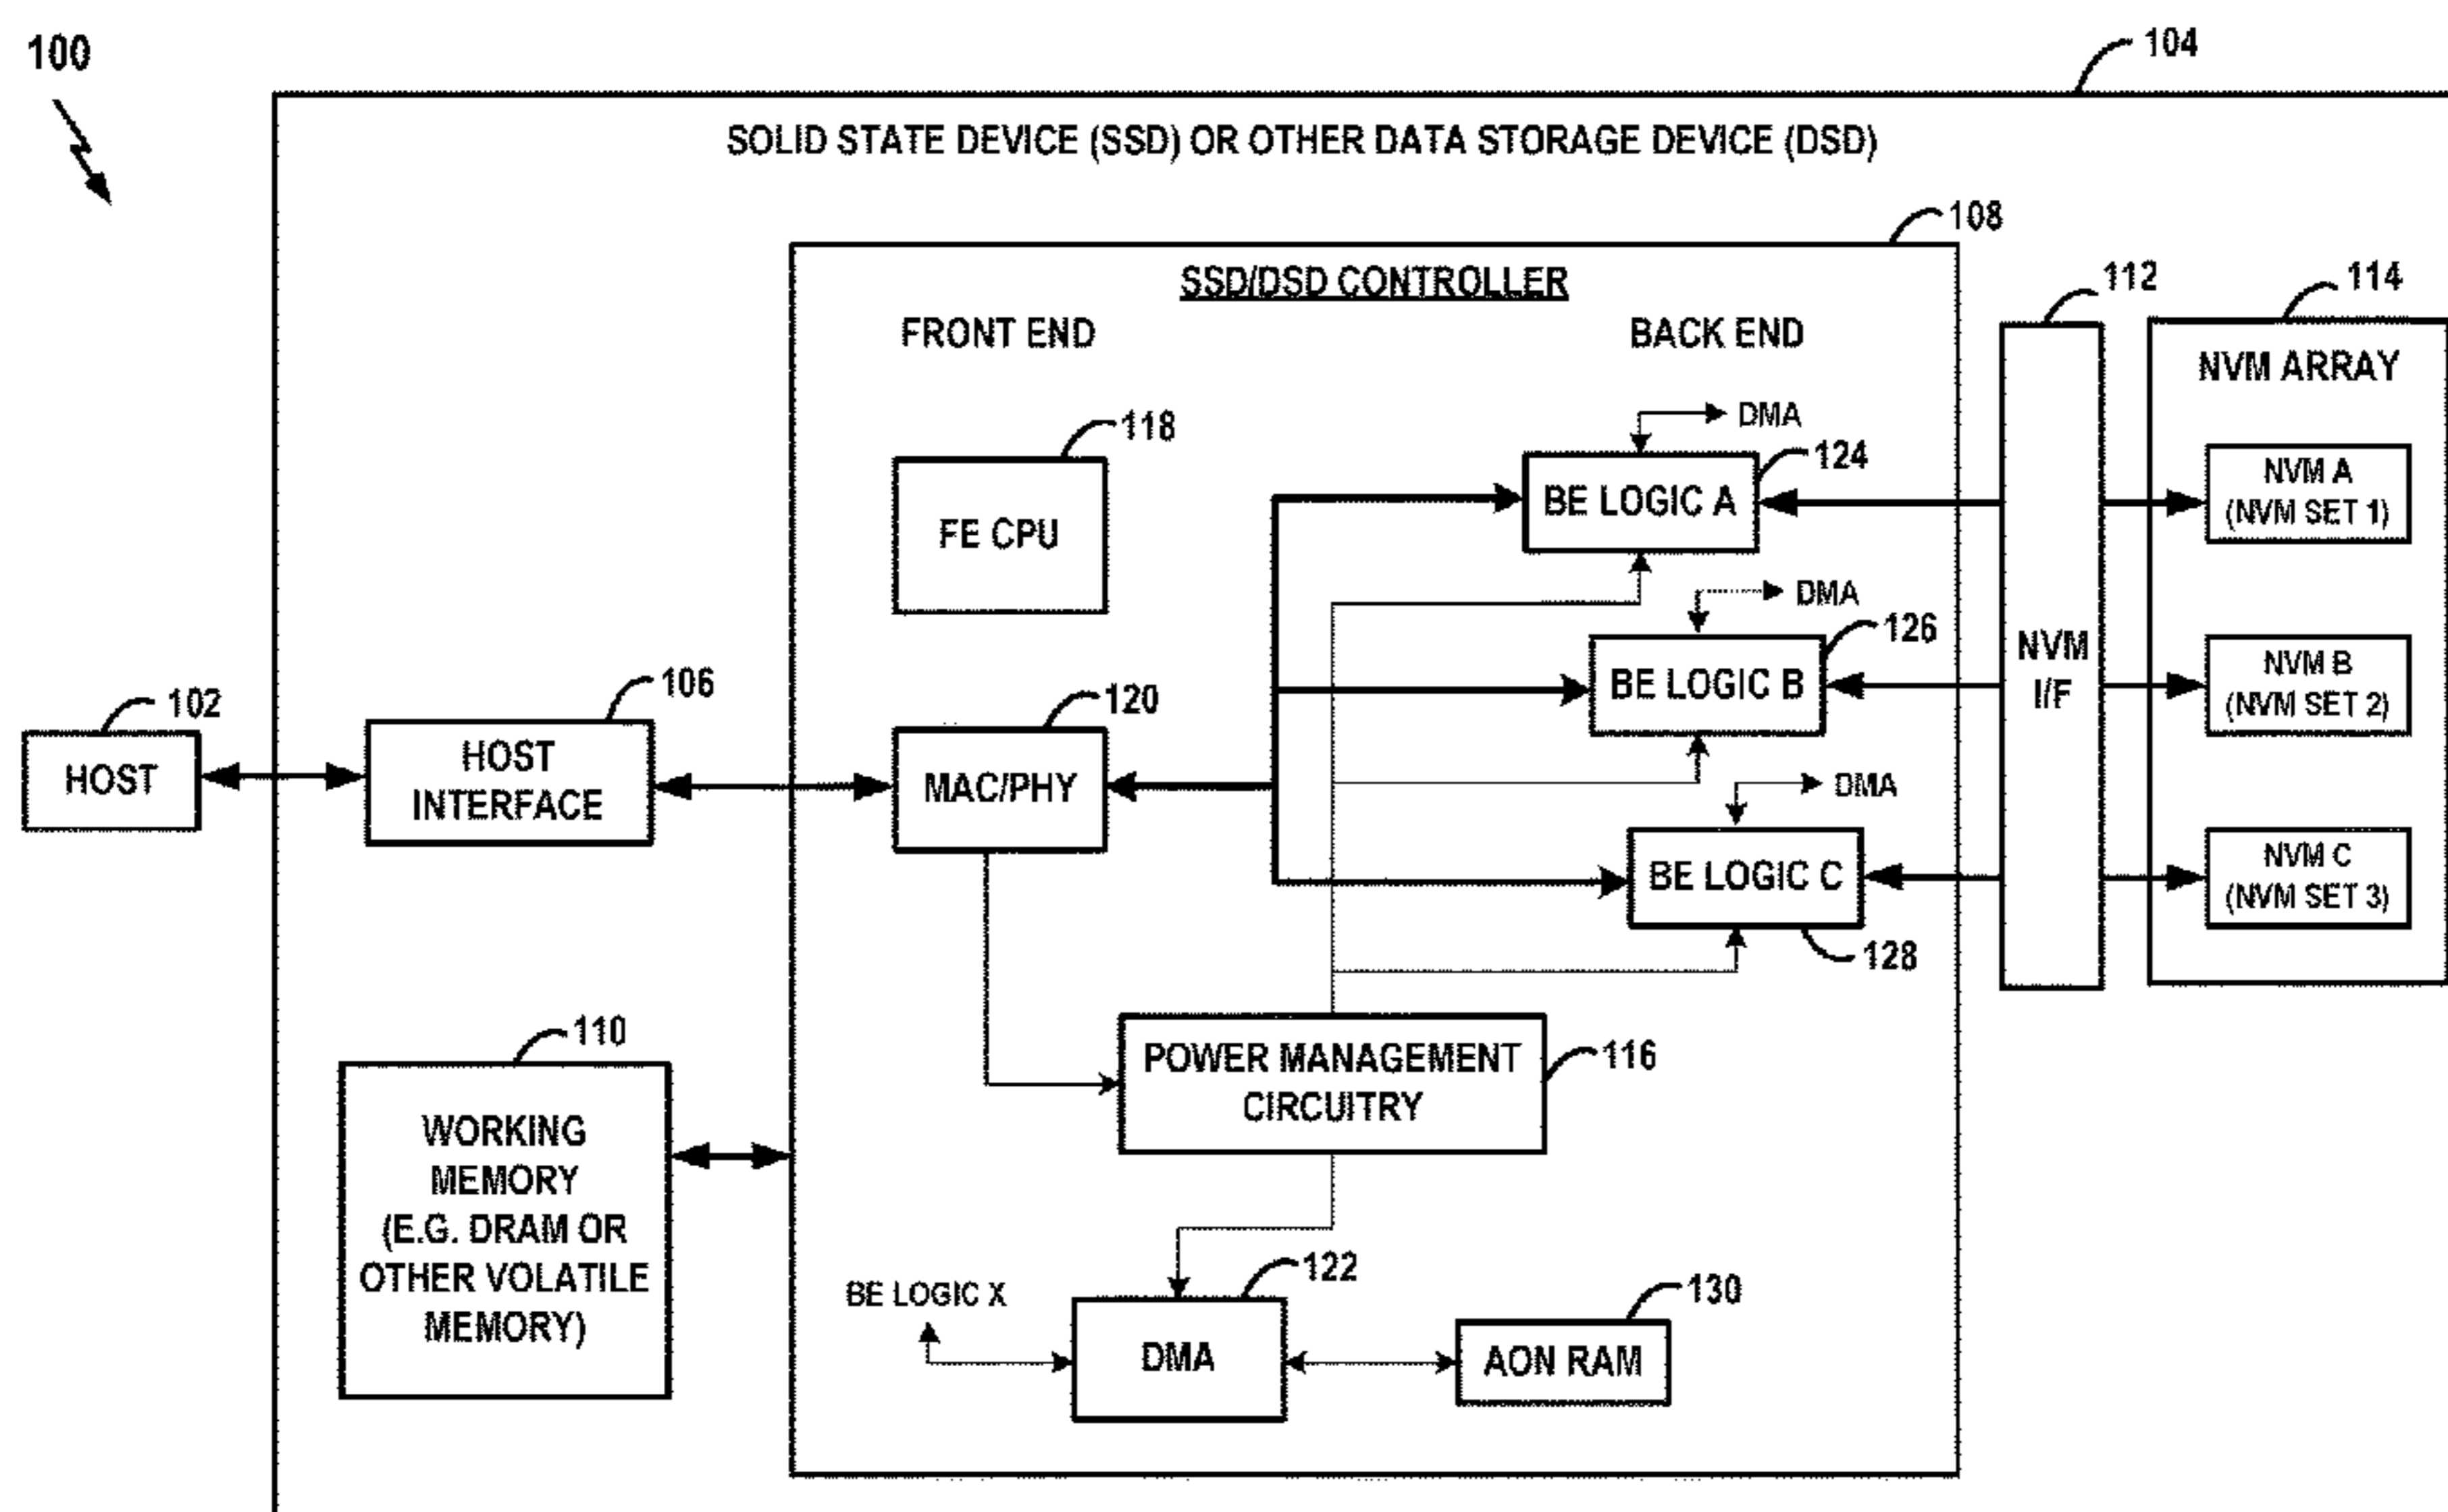 100
104
SOLID STATE DEVICE (SSD) OR OTHER DATA STORAGE DEVICE (DSD)
108
SSD/DSD CONTROLLER
FRONT END
BACK END
112
114
NVM ARRAY
118
FE CPU
DMA
124
BE LOGIC A
NVM A
(NVM SET 1)
DMA
126
BE LOGIC B
NVM
I/F
NVM B
(NVM SET 2)
102
HOST
106
HOST
INTERFACE
120
MAC/PHY
DMA
BE LOGIC C
128
NVM C
(NVM SET 3)
110
WORKING
MEMORY
(E.G. DRAM OR
OTHER VOLATILE
MEMORY)
POWER MANAGEMENT
CIRCUITRY
116
BE LOGIC X
122
DMA
130
AON RAM